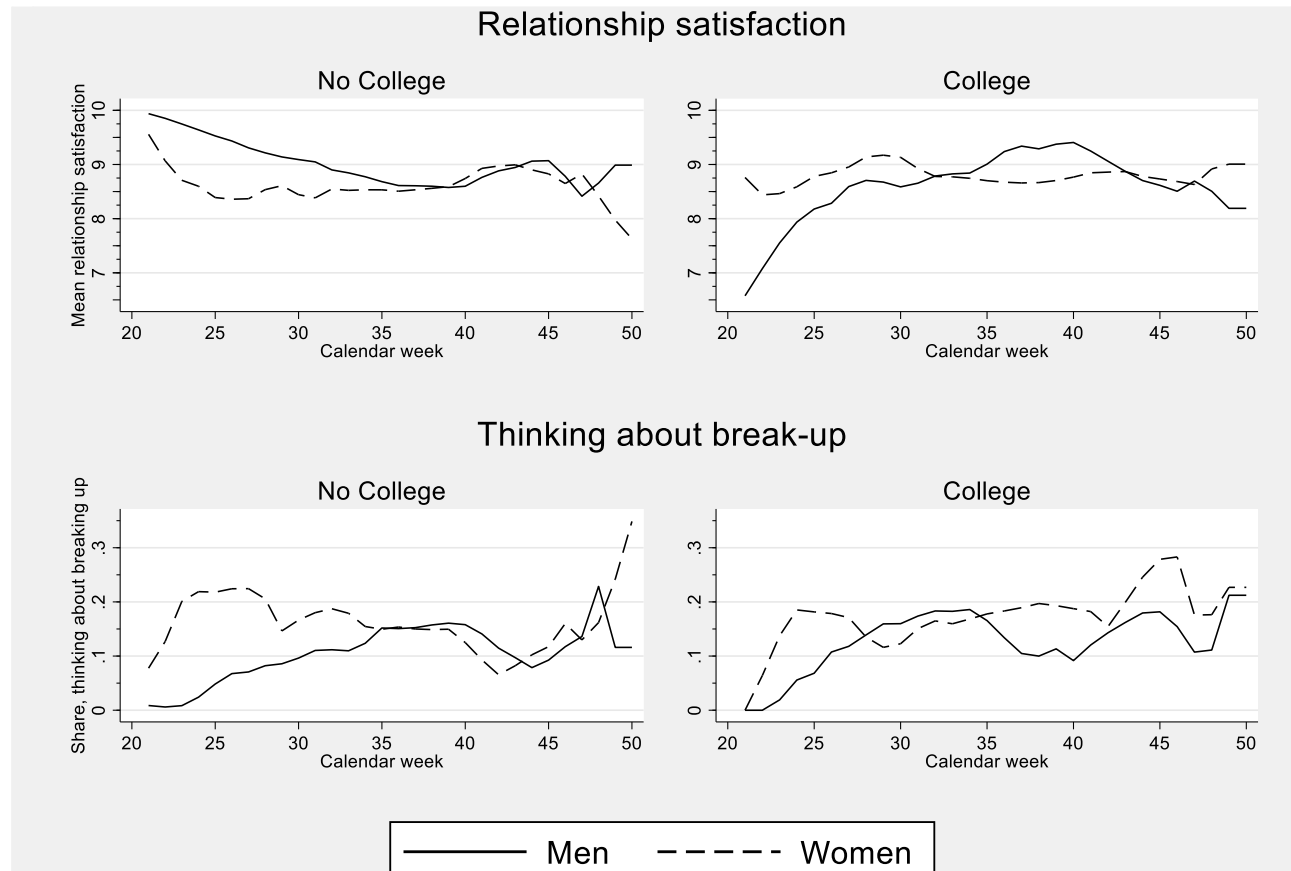 Relationship satisfaction
No College
College
Mean relationship satisfaction
10
9
8
7
20 25 30 35 40 45 50
Calendar week
10
9
8
7
20 25 30 35 40 45 50
Calendar week
Thinking about break-up
No College
College
Share, thinking about breaking up
.3
.2
.1
0
20 25 30 35 40 45 50
Calendar week
.3
.2
.1
0
20 25 30 35 40 45 50
Calendar week
Men Women